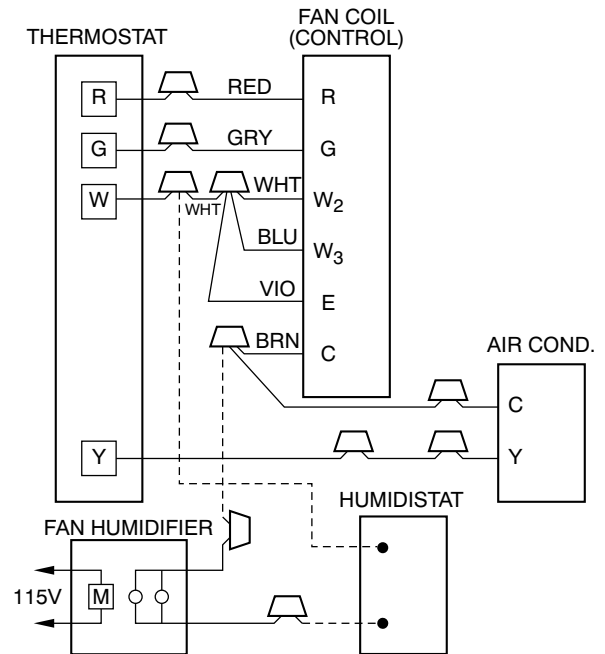 FAN COIL
(CONTROL)
THERMOSTAT
R
RED
R
G
GRY
G
W
WHT
WHT
W2
BLU
W3
VIO
E
BRN
C
AIR COND.
C
Y
Y
HUMIDISTAT
FAN HUMIDIFIER
115V
M